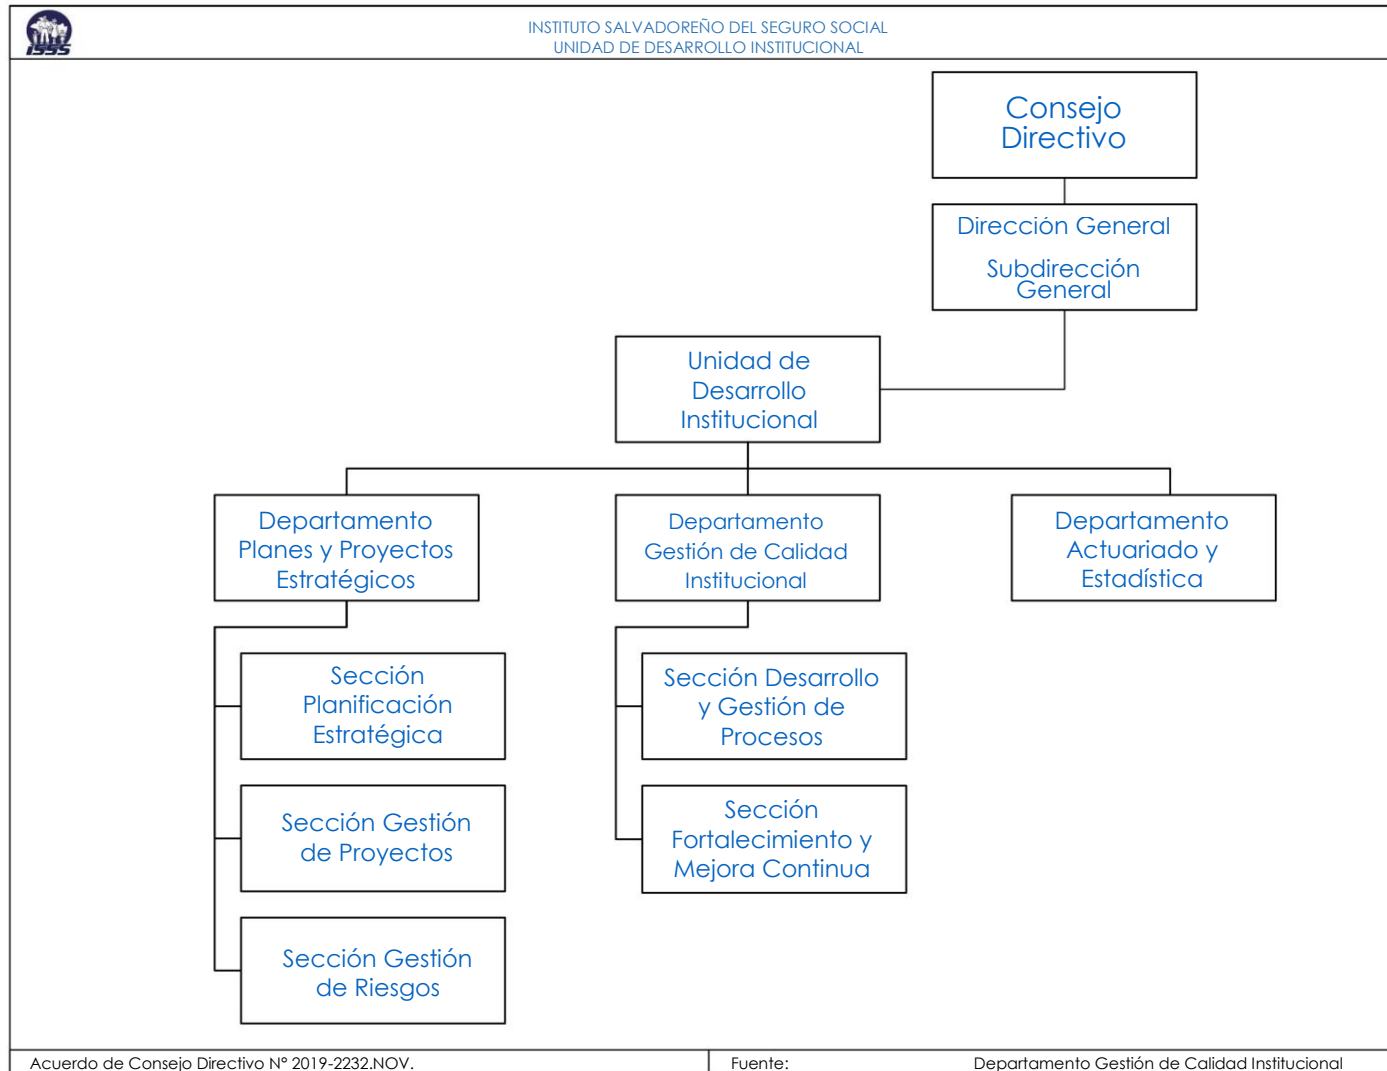 ISSS
INSTITUTO SALVADOREÑO DEL SEGURO SOCIAL
UNIDAD DE DESARROLLO INSTITUCIONAL
Consejo
Directivo
Dirección General
Subdirección
General
Unidad de
Desarrollo
Institucional
Departamento
Planes y Proyectos
Estratégicos
Departamento
Gestión de Calidad
Institucional
Departamento
Actuariado y
Estadística
Sección
Planificación
Estratégica
Sección Gestión
de Proyectos
Sección Gestión
de Riesgos
Sección Desarrollo
y Gestión de
Procesos
Sección
Fortalecimiento y
Mejora Continua
Acuerdo de Consejo Directivo N° 2019-2232.NOV.
Fuente: Departamento Gestión de Calidad Institucional